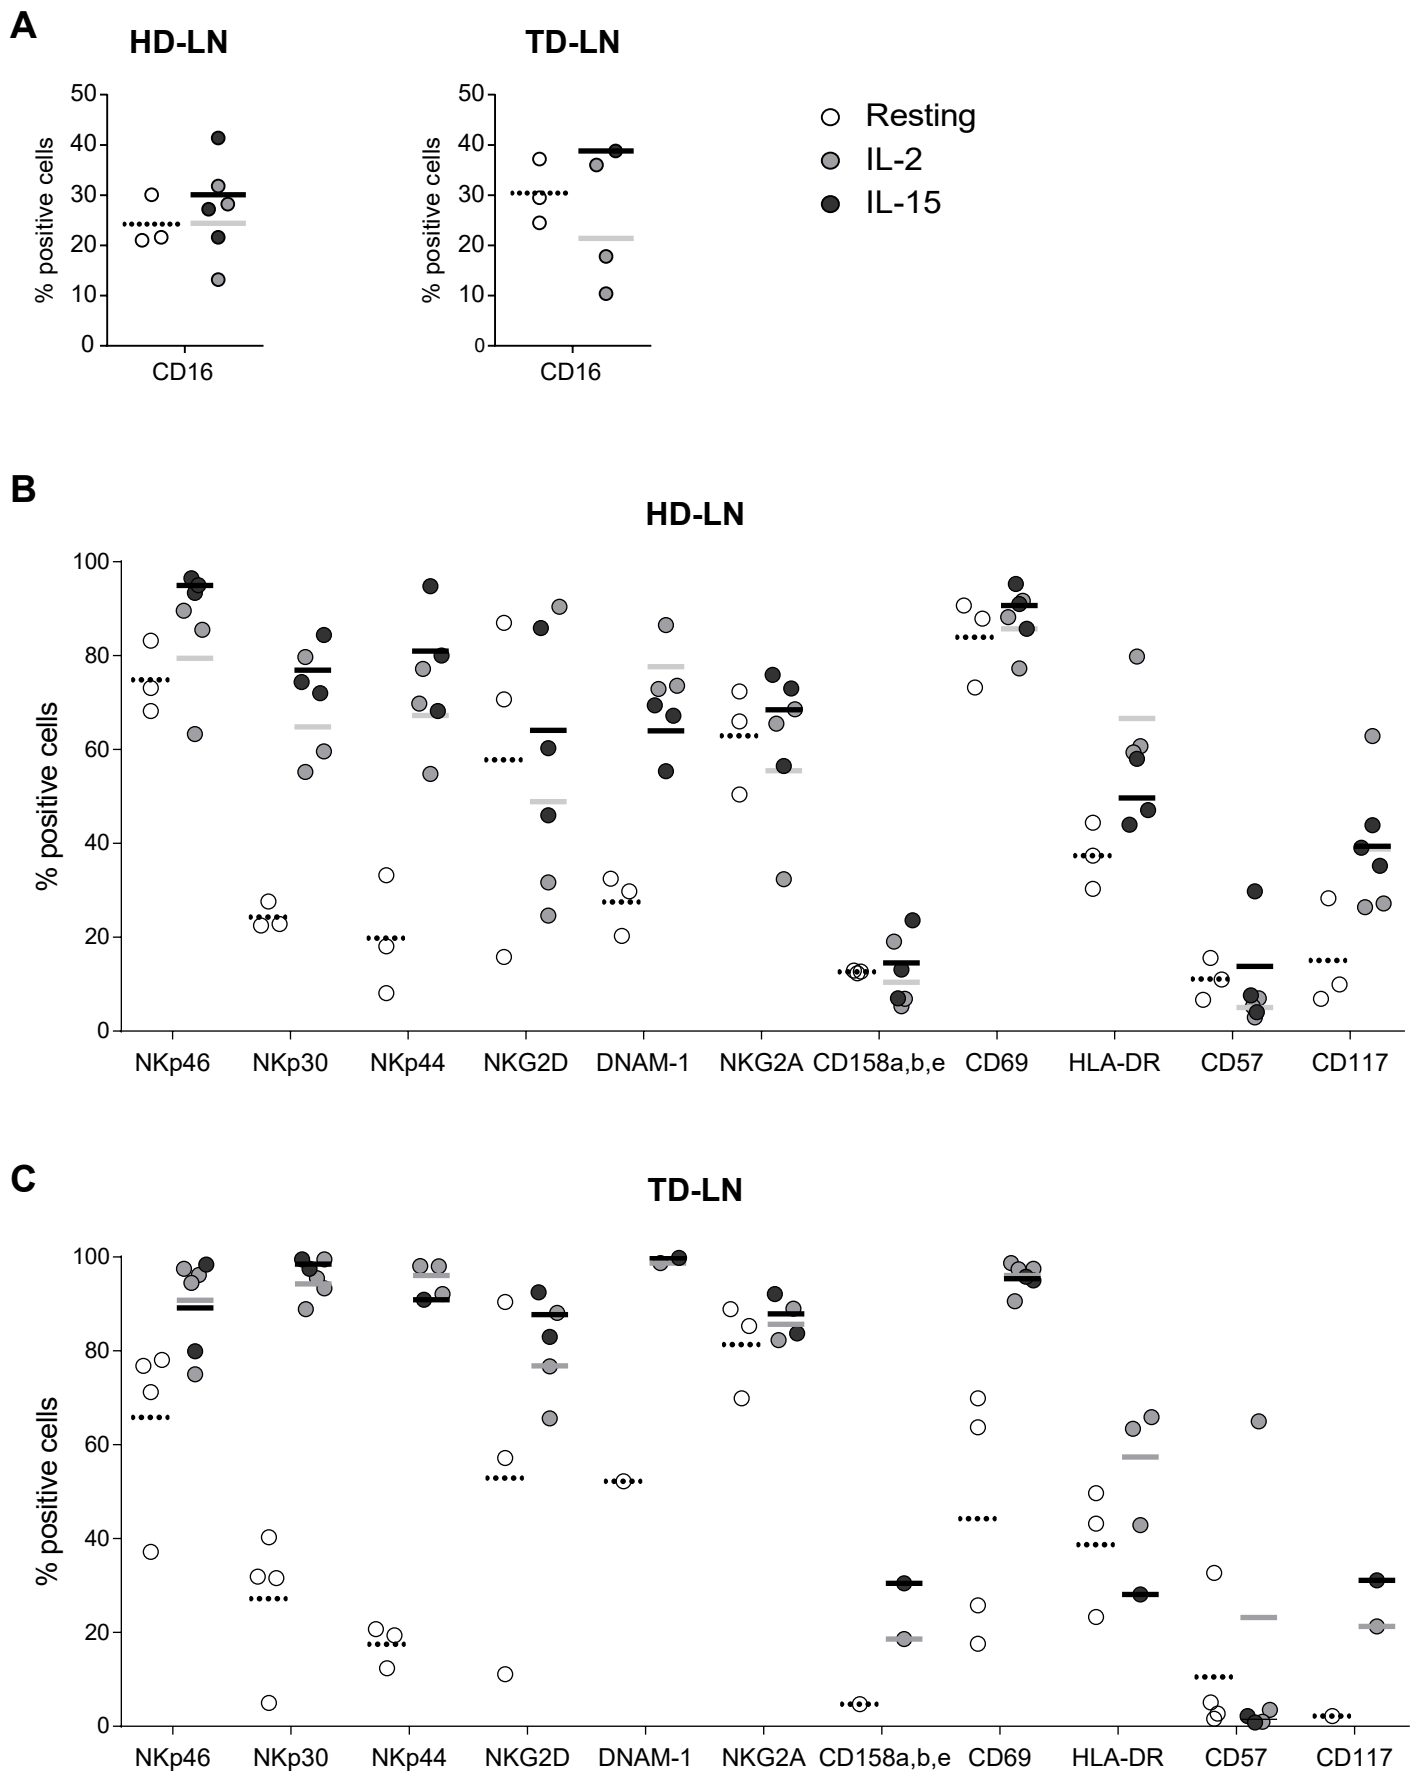 A
HD-LN
TD-LN
50
40
30
20
10
0
% positive cells
CD16
50
40
30
20
10
0
% positive cells
CD16
Resting
IL-2
IL-15
B
HD-LN
100
80
60
40
20
0
% positive cells
NKp46 NKp30 NKp44 NKG2D DNAM-1 NKG2A CD158a,b,e CD69 HLA-DR CD57 CD117
C
TD-LN
100
80
60
40
20
0
% positive cells
NKp46 NKp30 NKp44 NKG2D DNAM-1 NKG2A CD158a,b,e CD69 HLA-DR CD57 CD117